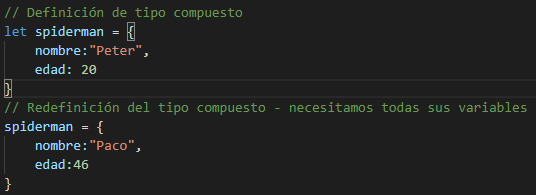 // Definición de tipo compuesto
let spiderman = {
    nombre:"Peter",
    edad: 20
}
// Redefinición del tipo compuesto - necesitamos todas sus variables
spiderman = {
    nombre:"Paco",
    edad:46
}